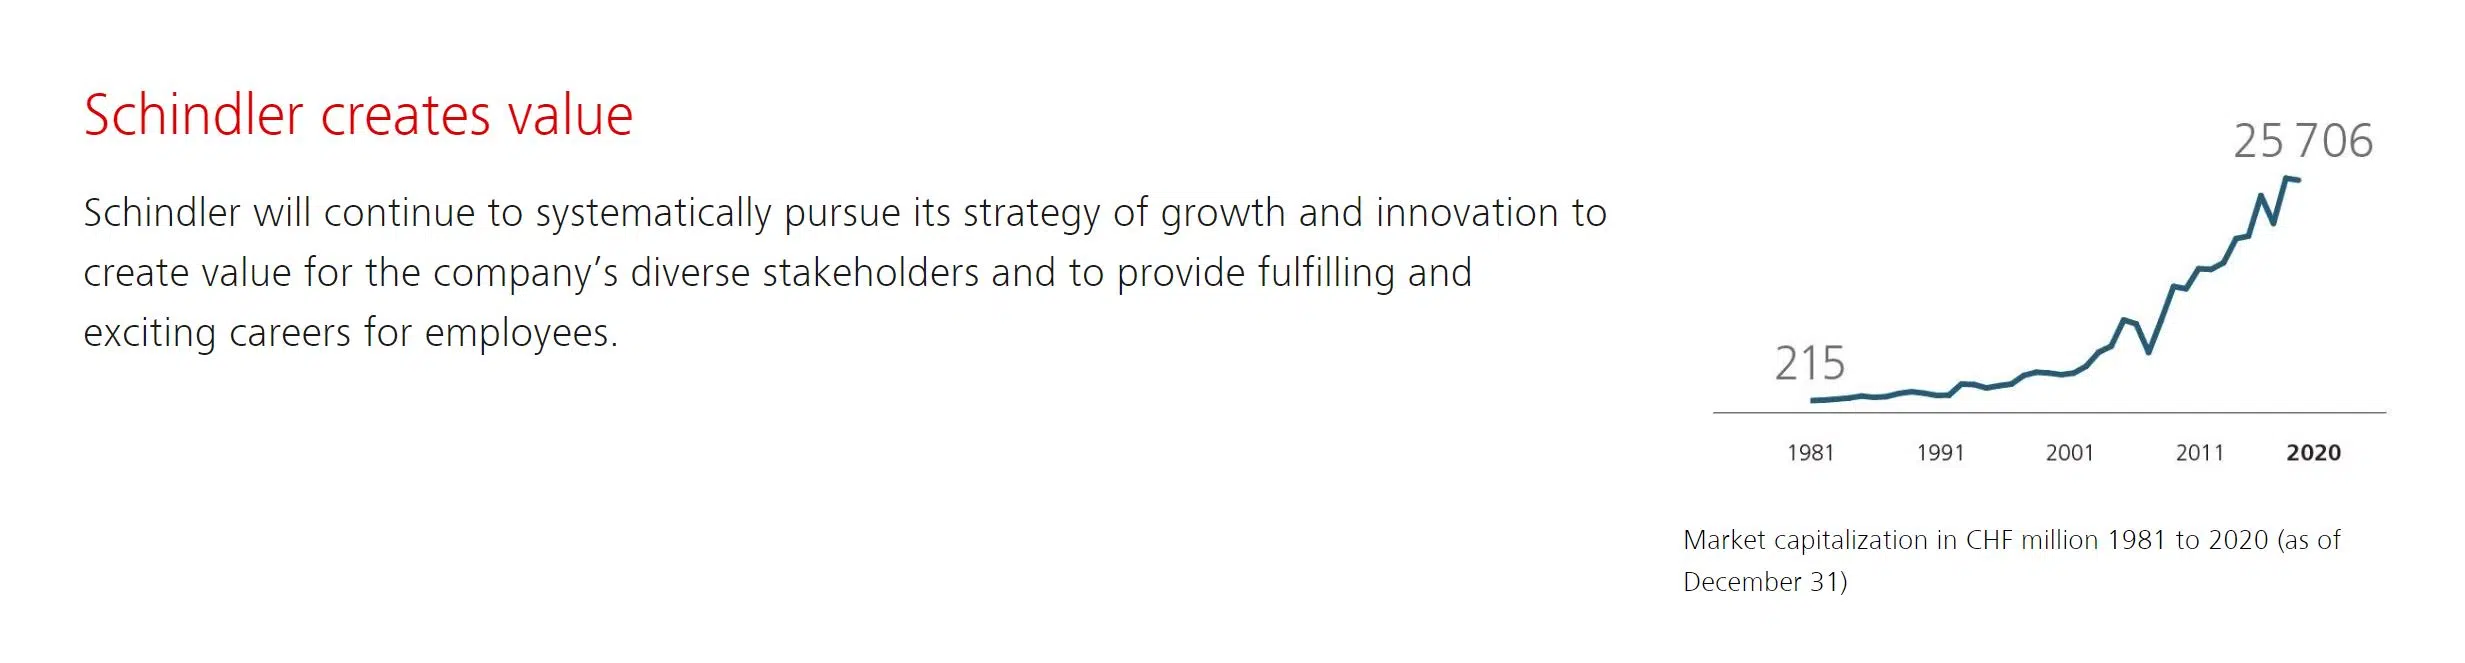 Schindler creates value
Schindler will continue to systematically pursue its strategy of growth and innovation to
create value for the company’s diverse stakeholders and to provide fulfilling and
exciting careers for employees.
25 706
215
1981 1991 2001 2011 2020
Market capitalization in CHF million 1981 to 2020 (as of
December 31)